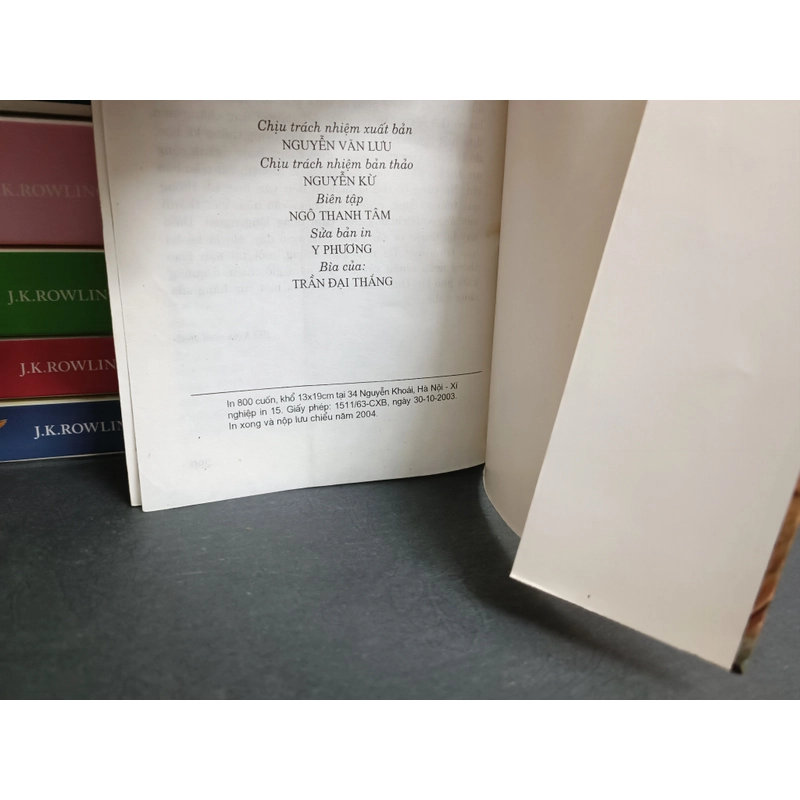 Chịu trách nhiệm xuất bản
NGUYỄN VĂN LƯU
Chịu trách nhiệm bản thảo
NGUYỄN KỪ
Biên tập
NGÔ THANH TÂM
Sửa bản in
Y PHƯƠNG
Bìa của:
TRẦN ĐẠI THẮNG
In 800 cuốn, khổ 13x19cm tại 34 Nguyễn Khoái, Hà Nội - Xí
nghiệp in 15. Giấy phép: 1511/63-CXB, ngày 30-10-2003.
In xong và nộp lưu chiểu năm 2004.
K.ROWLING
J.K.ROWLIN
J.K.ROWLIN
J.K.ROWLIN